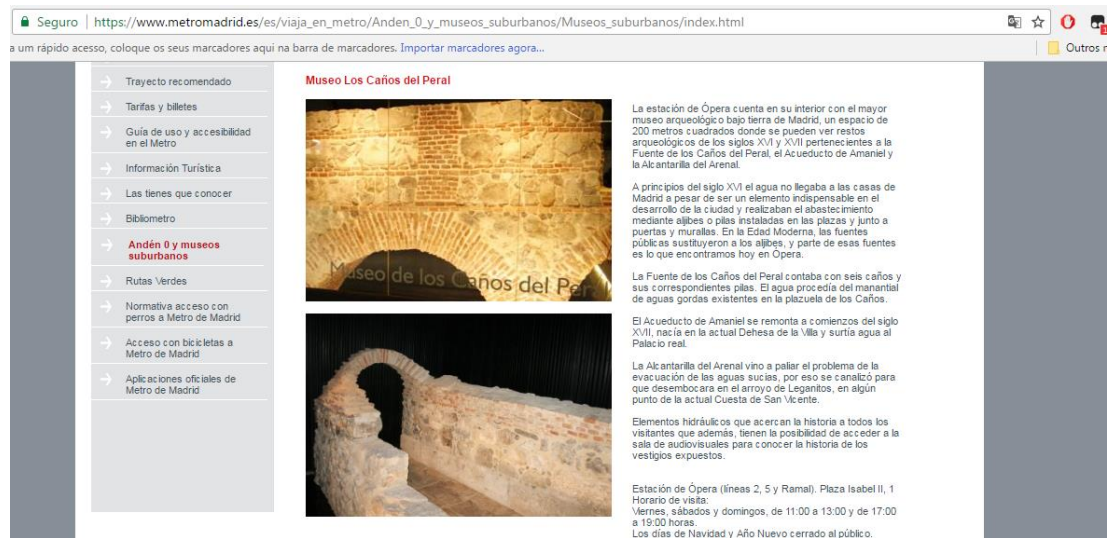 Seguro | https://www.metromadrid.es/es/viaja_en_metro/Anden_0_y_museos_suburbanos/Museos_suburbanos/index.html
a um rápido acesso, coloque os seus marcadores aqui na barra de marcadores. Importar marcadores agora...
Outros
Trayecto recomendado
Tarifas y billetes
Guía de uso y accesibilidad
en el Metro
Información Turística
Las tienes que conocer
Bibliometro
Andén 0 y museos
suburbanos
Rutas Verdes
Normativa acceso con
perros a Metro de Madrid
Acceso con bicicletas a
Metro de Madrid
Aplicaciones oficiales de
Metro de Madrid
Museo Los Caños del Peral
Museo de los Caños del Per
La estación de Ópera cuenta en su interior con el mayor
museo arqueológico bajo tierra de Madrid, un espacio de
200 metros cuadrados donde se pueden ver restos
arqueológicos de los siglos XVI y XVII pertenecientes a la
Fuente de los Caños del Peral, el Acueducto de Amaniel y
la Alcantarilla del Arenal.
A principios del siglo XVI el agua no llegaba a las casas de
Madrid a pesar de ser un elemento indispensable en el
desarrollo de la ciudad y realizaban el abastecimiento
mediante aljibes o pilas instaladas en las plazas y junto a
puertas y murallas. En la Edad Moderna, las fuentes
públicas sustituyeron a los aljibes, y parte de esas fuentes
es lo que encontramos hoy en Ópera.
La Fuente de los Caños del Peral contaba con seis caños y
sus correspondientes pilas. El agua procedía del manantial
de aguas gordas existentes en la plazuela de los Caños.
El Acueducto de Amaniel se remonta a comienzos del siglo
XVII, nacía en la actual Dehesa de la Villa y surtía agua al
Palacio real.
La Alcantarilla del Arenal vino a paliar el problema de la
evacuación de las aguas sucias, por eso se canalizó para
que desembocara en el arroyo de Leganitos, en algún
punto de la actual Cuesta de San Vicente.
Elementos hidráulicos que acercan la historia a todos los
visitantes que además, tienen la posibilidad de acceder a la
sala de audiovisuales para conocer la historia de los
vestigios expuestos.
Estación de Ópera (líneas 2, 5 y Ramal). Plaza Isabel II, 1
Horario de visita:
Viernes, sábados y domingos, de 11:00 a 13:00 y de 17:00
a 19:00 horas.
Los días de Navidad y Año Nuevo cerrado al público.